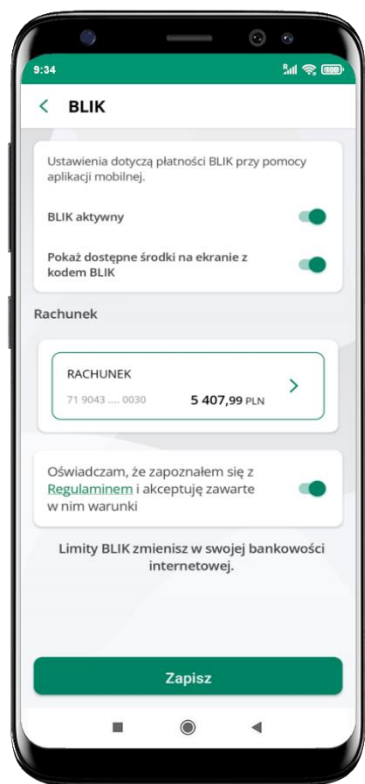 9:34
BLIK
Ustawienia dotyczą płatności BLIK przy pomocy
aplikacji mobilnej.
BLIK aktywny
Pokaż dostępne środki na ekranie z
kodem BLIK
Rachunek
RACHUNEK
71 9043 .... 0030 5 407,99 PLN
Oświadczam, że zapoznałem się z
Regulaminem i akceptuję zawarte
w nim warunki
Limity BLIK zmienisz w swojej bankowości
internetowej.
Zapisz